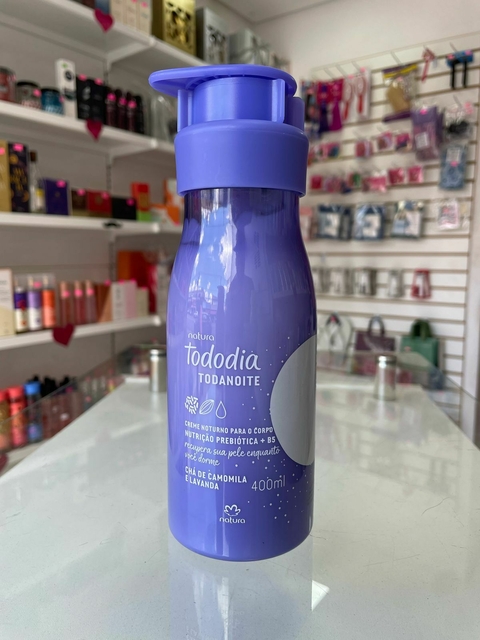 natura
Tododia
TODANOITE
CREME NOTURNO PARA O CORPO
NUTRIÇÃO PREBIÓTICA + B5
recupera sua pele enquanto
você dorme
CHÁ DE CAMOMILA
E LAVANDA
400ml
natura